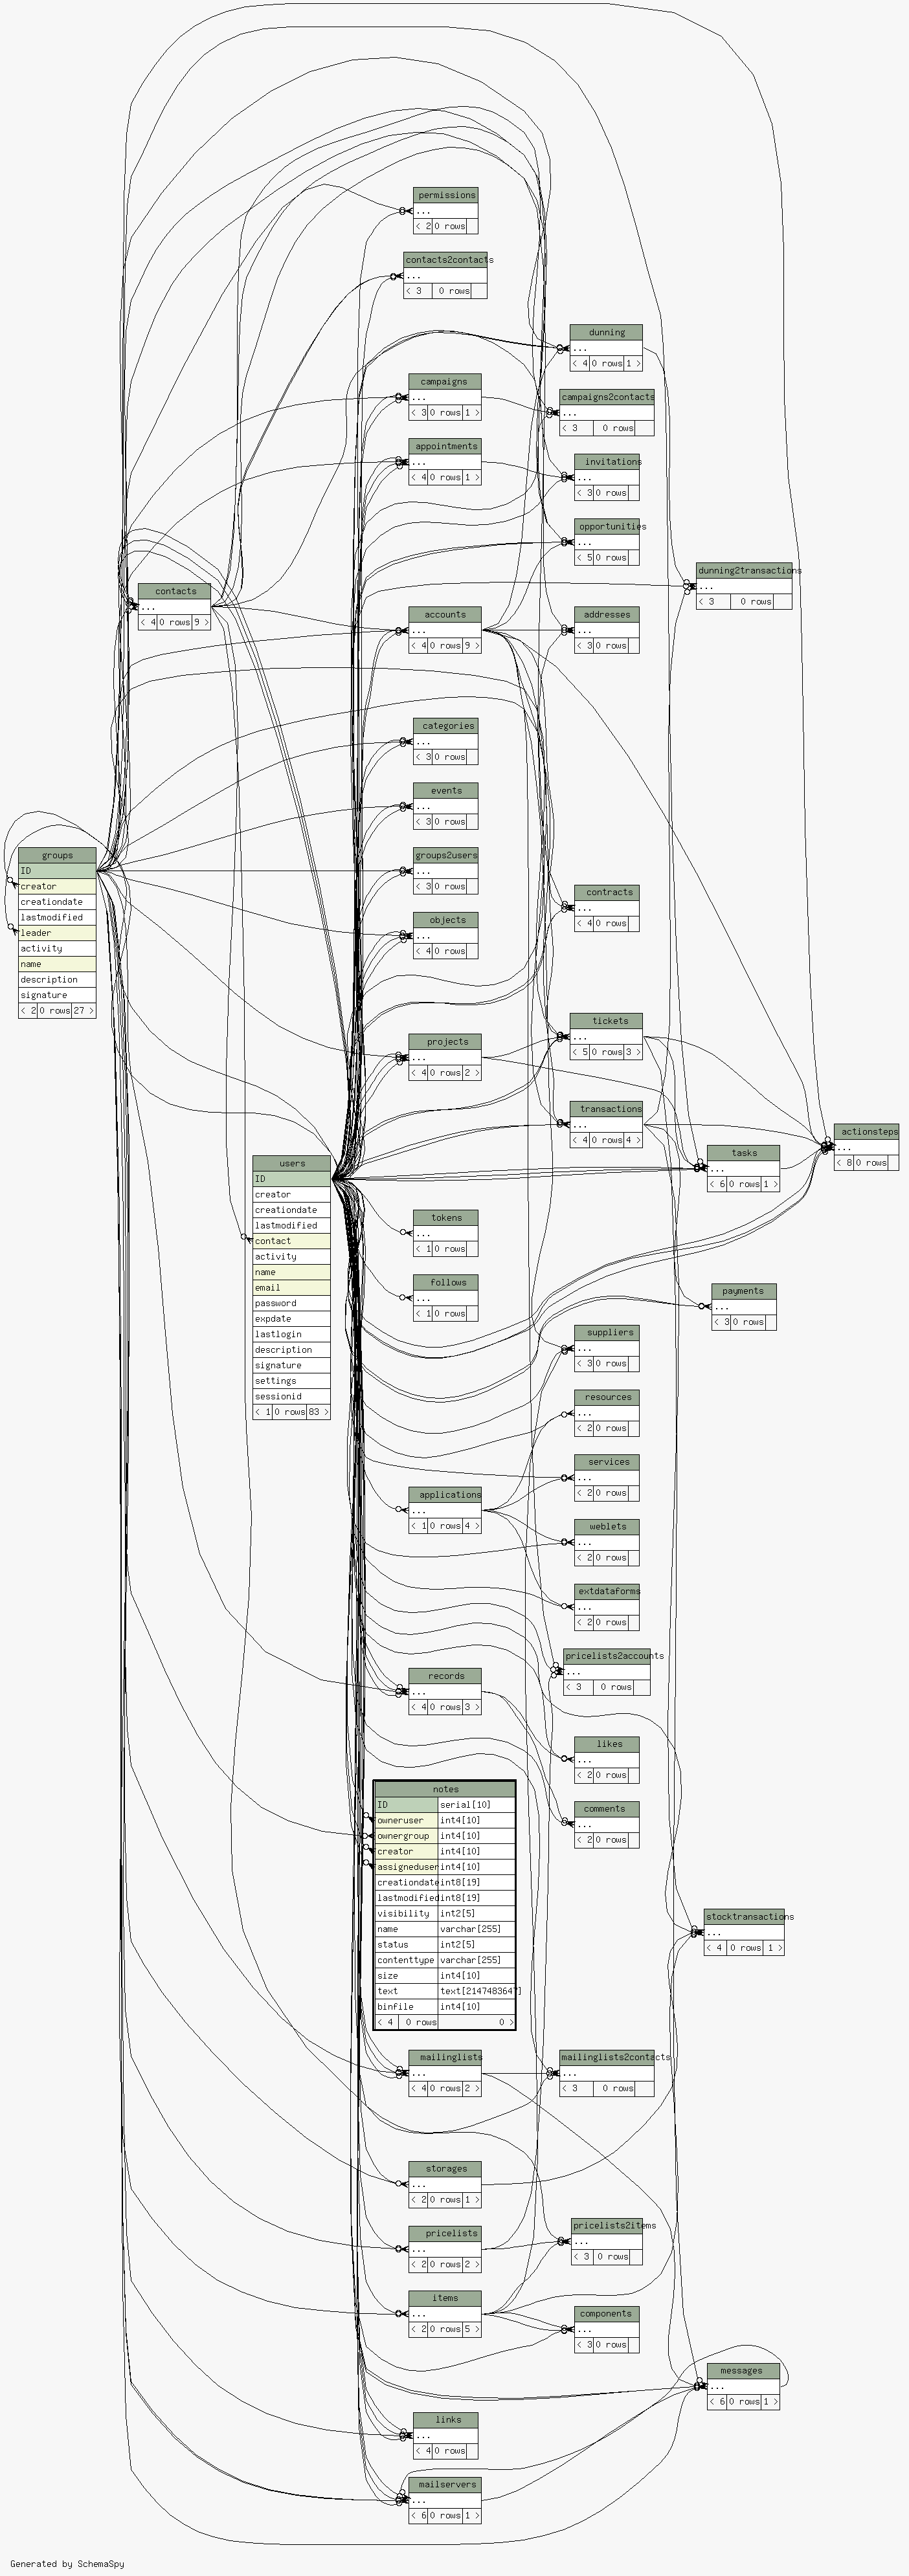 permissions
...
< 2 0 rows
contacts2contacts
...
< 3 0 rows
dunning
...
< 4 0 rows 1 >
campaigns
...
< 3 0 rows 1 >
campaigns2contacts
...
< 3 0 rows
appointments
...
< 4 0 rows 1 >
invitations
...
< 3 0 rows
opportunities
...
< 5 0 rows
dunning2transactions
...
< 3 0 rows
contacts
...
< 4 0 rows 9 >
accounts
...
< 4 0 rows 9 >
addresses
...
< 3 0 rows
categories
...
< 3 0 rows
events
...
< 3 0 rows
groups
ID
creator
creationdate
lastmodified
leader
activity
name
description
signature
< 2 0 rows 27 >
groups2users
...
< 3 0 rows
contracts
...
< 4 0 rows
objects
...
< 4 0 rows
tickets
...
< 5 0 rows 3 >
projects
...
< 4 0 rows 2 >
transactions
...
< 4 0 rows 4 >
actionsteps
...
< 8 0 rows
tasks
...
< 6 0 rows 1 >
users
ID
creator
creationdate
lastmodified
contact
activity
name
email
password
expdate
lastlogin
description
signature
settings
sessionid
< 1 0 rows 83 >
tokens
...
< 1 0 rows
follows
...
< 1 0 rows
payments
...
< 3 0 rows
suppliers
...
< 3 0 rows
resources
...
< 2 0 rows
services
...
< 2 0 rows
applications
...
< 1 0 rows 4 >
weblets
...
< 2 0 rows
extdataforms
...
< 2 0 rows
pricelists2accounts
...
< 3 0 rows
records
...
< 4 0 rows 3 >
likes
...
< 2 0 rows
comments
...
< 2 0 rows
notes
ID serial[10]
owneruser int4[10]
ownergroup int4[10]
creator int4[10]
assigneduser int4[10]
creationdate int8[19]
lastmodified int8[19]
visibility int2[5]
name varchar[255]
status int2[5]
contenttype varchar[255]
size int4[10]
text text[2147483647]
binfile int4[10]
< 4 0 rows 0 >
stocktransactions
...
< 4 0 rows 1 >
mailinglists
...
< 4 0 rows 2 >
mailinglists2contacts
...
< 3 0 rows
storages
...
< 2 0 rows 1 >
pricelists
...
< 2 0 rows 2 >
pricelists2items
...
< 3 0 rows
items
...
< 2 0 rows 5 >
components
...
< 3 0 rows
messages
...
< 6 0 rows 1 >
links
...
< 4 0 rows
mailservers
...
< 6 0 rows 1 >
Generated by SchemaSpy